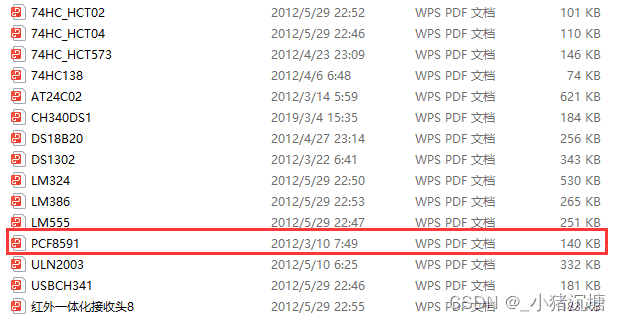 74HC_HCT02 2012/5/29 22:52 WPS PDF 文档 101 KB
74HC_HCT04 2012/5/29 22:46 WPS PDF 文档 110 KB
74HC_HCT573 2012/4/23 23:09 WPS PDF 文档 146 KB
74HC138 2012/4/6 6:48 WPS PDF 文档 74 KB
AT24C02 2012/3/14 5:59 WPS PDF 文档 621 KB
CH340DS1 2019/3/4 15:35 WPS PDF 文档 184 KB
DS18B20 2012/4/27 23:14 WPS PDF 文档 256 KB
DS1302 2012/3/22 6:41 WPS PDF 文档 343 KB
LM324 2012/5/29 22:50 WPS PDF 文档 530 KB
LM386 2012/5/29 22:53 WPS PDF 文档 265 KB
LM555 2012/5/29 22:47 WPS PDF 文档 251 KB
PCF8591 2012/3/10 7:49 WPS PDF 文档 140 KB
ULN2003 2012/5/10 6:25 WPS PDF 文档 332 KB
USBCH341 2012/5/29 22:46 WPS PDF 文档 181 KB
红外一体化接收头8 2012/5/29 22:55 WPS PDF 文档 KB
CSDN @_小猪沉塘